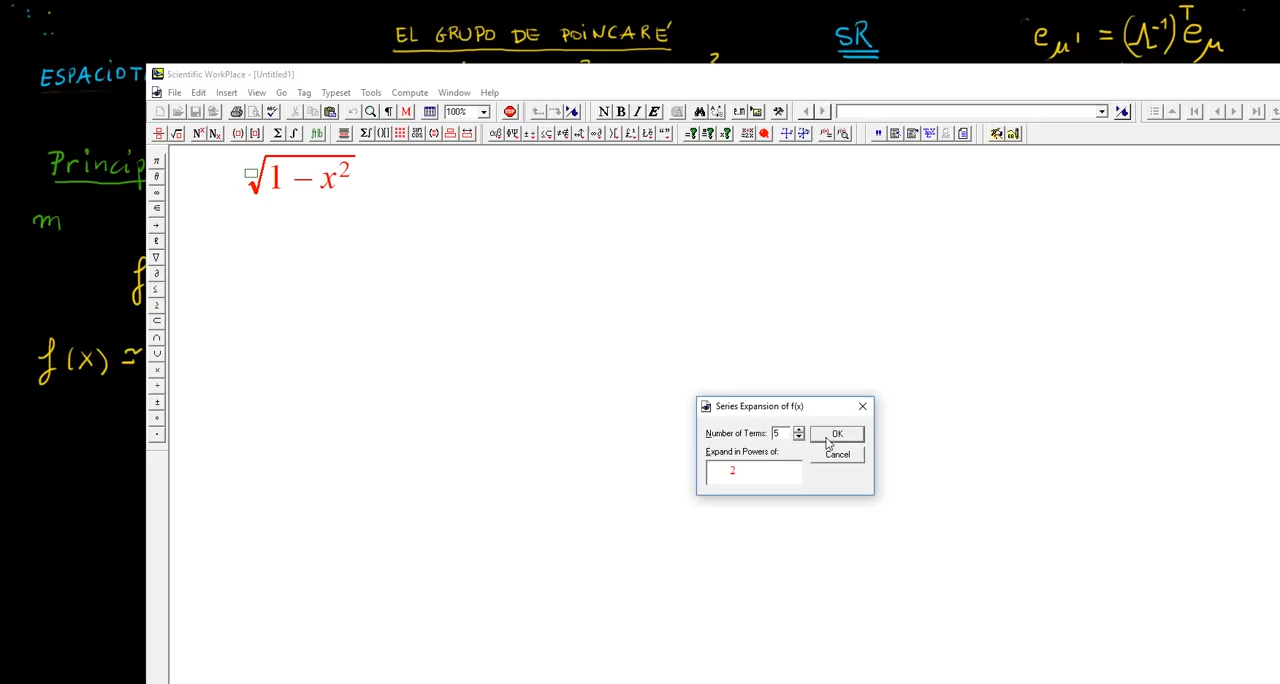 EL GRUPO DE POINCARÉ
SR
e_μ' = (Λ⁻¹)ᵀ e_μ
ESPACIOT
Scientific WorkPlace - [Untitled1]
File Edit Insert View Go Tag Typeset Tools Compute Window Help
100%
√1 − x²
Princip
m
f
f(x) ≃
Series Expansion of f(x)
Number of Terms: 5
OK
Expand in Powers of:
Cancel
2